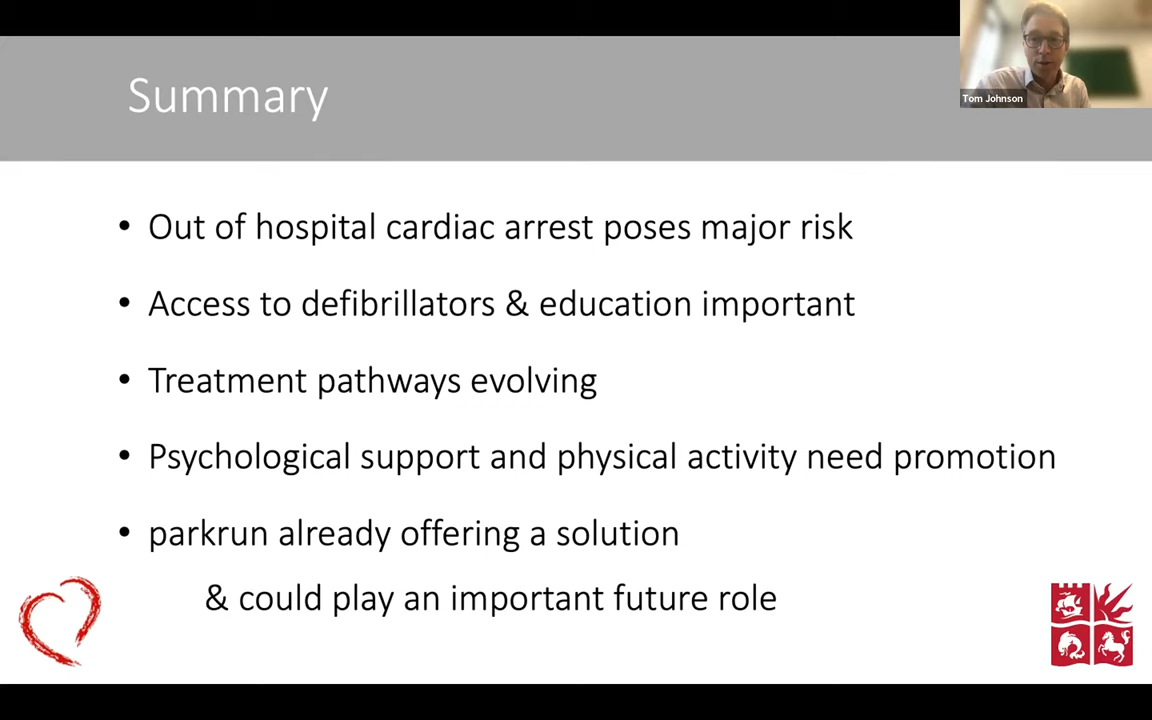 Summary
Tom Johnson
• Out of hospital cardiac arrest poses major risk
• Access to defibrillators & education important
• Treatment pathways evolving
• Psychological support and physical activity need promotion
• parkrun already offering a solution
& could play an important future role